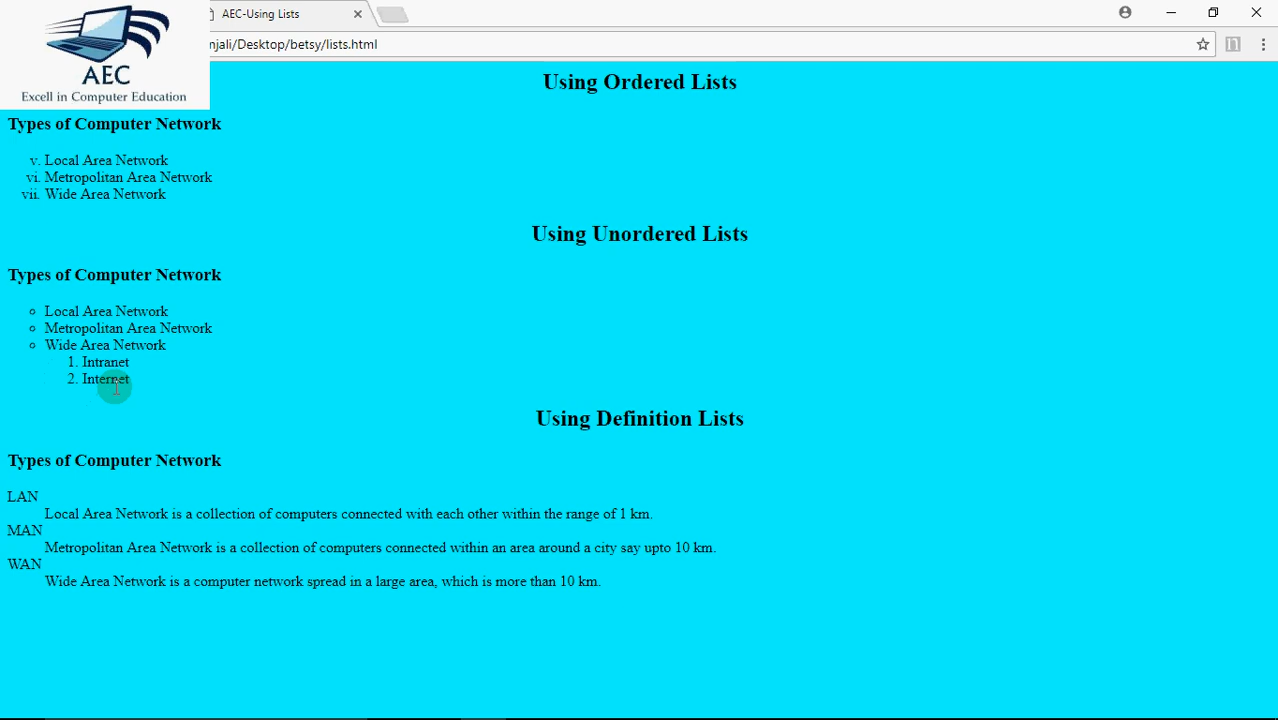 AEC-Using Lists
AEC
Excell in Computer Education
njali/Desktop/betsy/lists.html
Using Ordered Lists
Types of Computer Network
v. Local Area Network
vi. Metropolitan Area Network
vii. Wide Area Network
Using Unordered Lists
Types of Computer Network
Local Area Network
Metropolitan Area Network
Wide Area Network
1. Intranet
2. Internet
Using Definition Lists
Types of Computer Network
LAN
Local Area Network is a collection of computers connected with each other within the range of 1 km.
MAN
Metropolitan Area Network is a collection of computers connected within an area around a city say upto 10 km.
WAN
Wide Area Network is a computer network spread in a large area, which is more than 10 km.